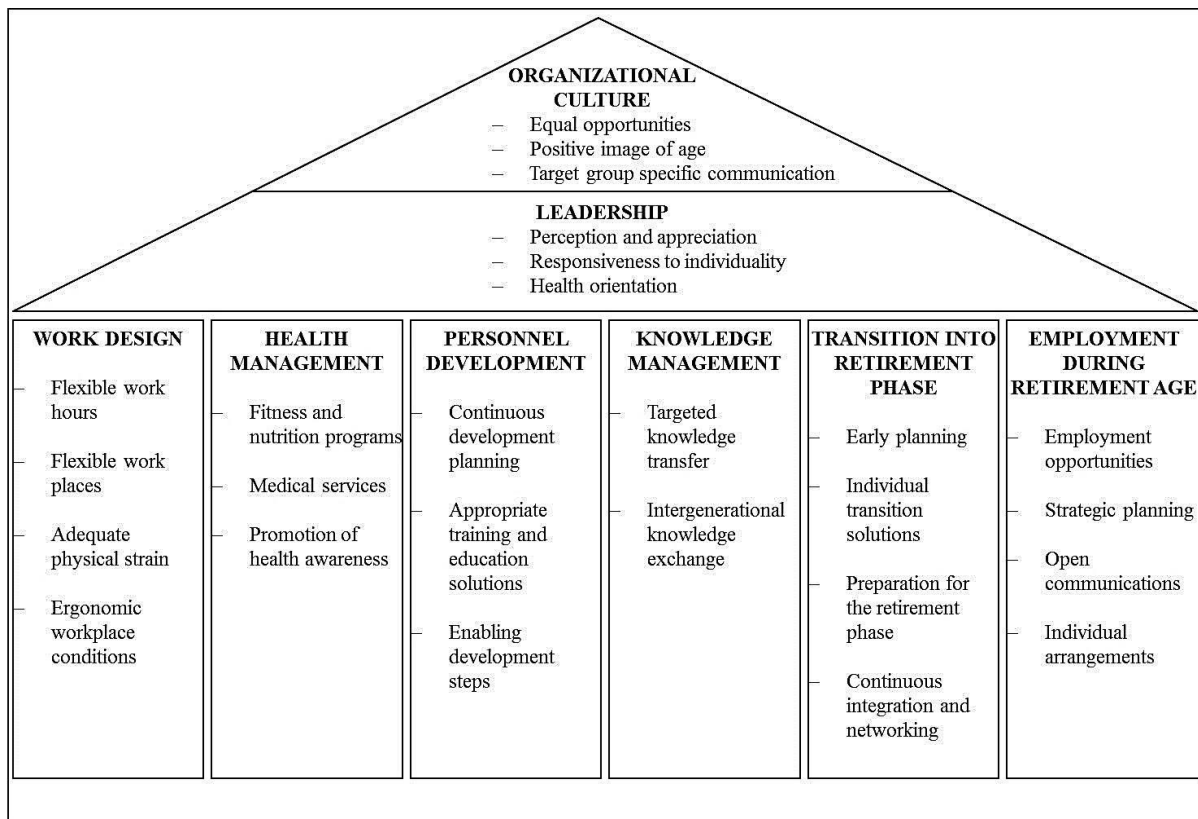 ORGANIZATIONAL
CULTURE
– Equal opportunities
– Positive image of age
– Target group specific communication
LEADERSHIP
– Perception and appreciation
– Responsiveness to individuality
– Health orientation
WORK DESIGN
– Flexible work
hours
– Flexible work
places
– Adequate
physical strain
– Ergonomic
workplace
conditions
HEALTH
MANAGEMENT
– Fitness and
nutrition programs
– Medical services
– Promotion of
health awareness
PERSONNEL
DEVELOPMENT
– Continuous
development
planning
– Appropriate
training and
education
solutions
– Enabling
development
steps
KNOWLEDGE
MANAGEMENT
– Targeted
knowledge
transfer
– Intergenerational
knowledge
exchange
TRANSITION INTO
RETIREMENT
PHASE
– Early planning
– Individual
transition
solutions
– Preparation for
the retirement
phase
– Continuous
integration and
networking
EMPLOYMENT
DURING
RETIREMENT AGE
– Employment
opportunities
– Strategic planning
– Open
communications
– Individual
arrangements